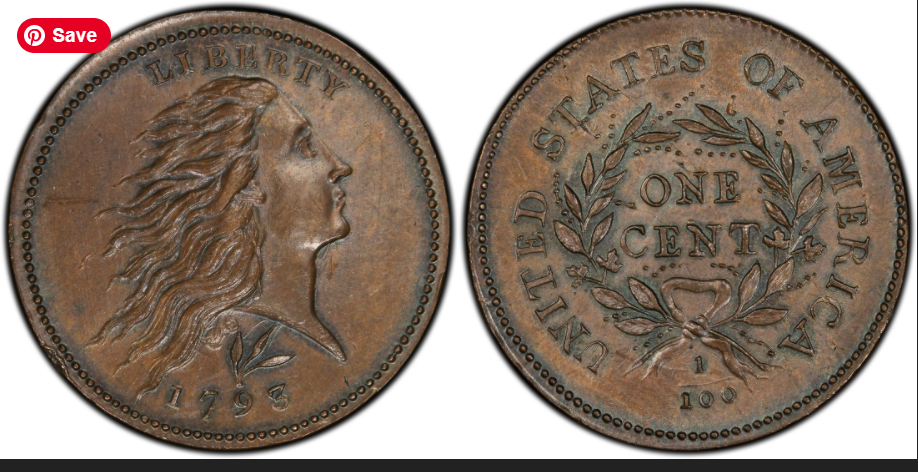 Save
LIBERTY
1793
UNITED STATES OF AMERICA
ONE
CENT
1
100